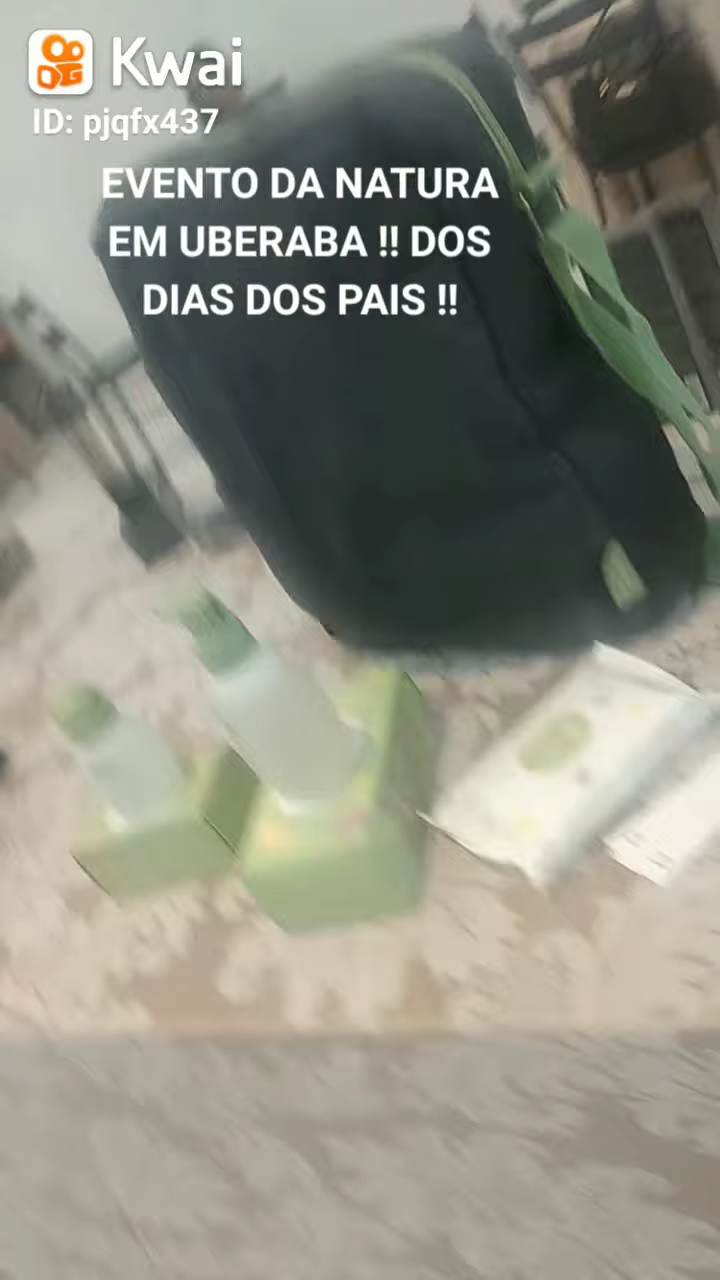 Kwai
ID: pjqfx437
EVENTO DA NATURA
EM UBERABA !! DOS
DIAS DOS PAIS !!